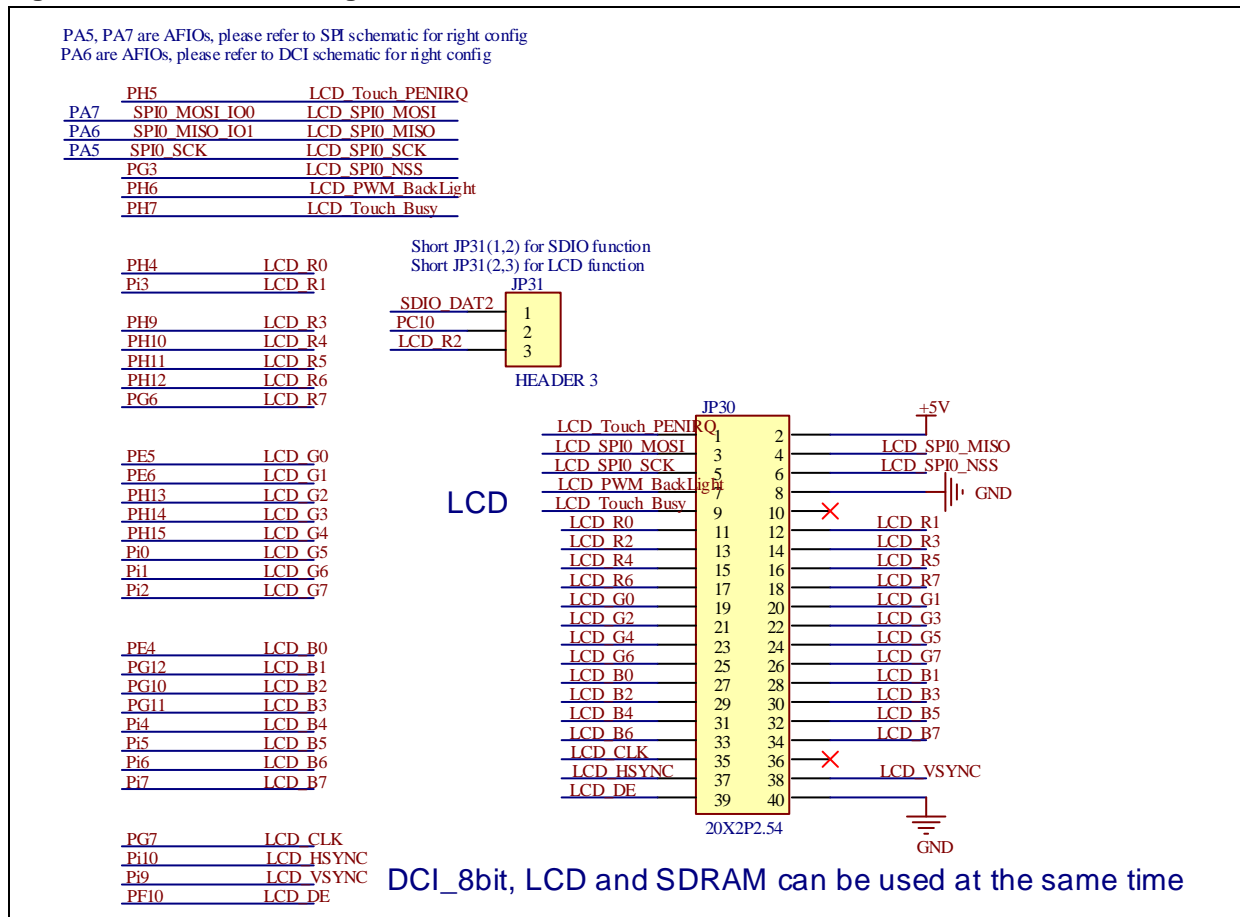 PA5, PA7 are AFIOs, please refer to SPI schematic for right config
PA6 are AFIOs, please refer to DCI schematic for right config
PH5 LCD_Touch_PENIRQ
PA7 SPI0_MOSI_IO0 LCD_SPI0_MOSI
PA6 SPI0_MISO_IO1 LCD_SPI0_MISO
PA5 SPI0_SCK LCD_SPI0_SCK
PG3 LCD_SPI0_NSS
PH6 LCD_PWM_BackLight
PH7 LCD_Touch_Busy
Short JP31(1,2) for SDIO function
Short JP31(2,3) for LCD function
JP31
SDIO_DAT2 1
PC10 2
LCD_R2 3
HEADER 3
PH4 LCD_R0
Pi3 LCD_R1
PH9 LCD_R3
PH10 LCD_R4
PH11 LCD_R5
PH12 LCD_R6
PG6 LCD_R7
PE5 LCD_G0
PE6 LCD_G1
PH13 LCD_G2
PH14 LCD_G3
PH15 LCD_G4
Pi0 LCD_G5
Pi1 LCD_G6
Pi2 LCD_G7
PE4 LCD_B0
PG12 LCD_B1
PG10 LCD_B2
PG11 LCD_B3
Pi4 LCD_B4
Pi5 LCD_B5
Pi6 LCD_B6
Pi7 LCD_B7
PG7 LCD_CLK
Pi10 LCD_HSYNC
Pi9 LCD_VSYNC
PF10 LCD_DE
LCD
JP30
+5V
LCD_Touch_PENIRQ 1 2
LCD_SPI0_MOSI 3 4 LCD_SPI0_MISO
LCD_SPI0_SCK 5 6 LCD_SPI0_NSS
LCD_PWM_BackLight 7 8 GND
LCD_Touch_Busy 9 10
LCD_R0 11 12 LCD_R1
LCD_R2 13 14 LCD_R3
LCD_R4 15 16 LCD_R5
LCD_R6 17 18 LCD_R7
LCD_G0 19 20 LCD_G1
LCD_G2 21 22 LCD_G3
LCD_G4 23 24 LCD_G5
LCD_G6 25 26 LCD_G7
LCD_B0 27 28 LCD_B1
LCD_B2 29 30 LCD_B3
LCD_B4 31 32 LCD_B5
LCD_B6 33 34 LCD_B7
LCD_CLK 35 36
LCD_HSYNC 37 38 LCD_VSYNC
LCD_DE 39 40
20X2P2.54
GND
DCI_8bit, LCD and SDRAM can be used at the same time